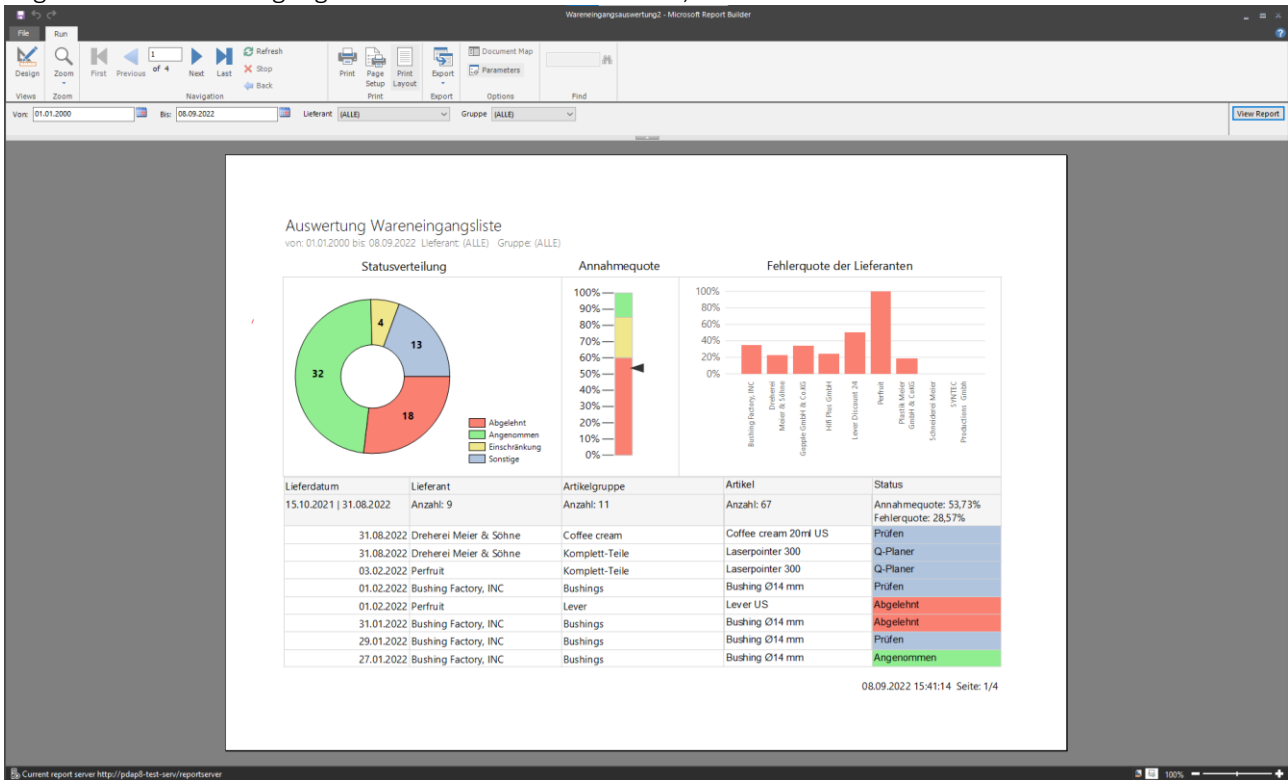 Wareneingangsauswertung2 - Microsoft Report Builder
File Run
Design Zoom First Previous 1 of 4 Next Last Refresh Stop Back Print Page Setup Print Layout Export Document Map Parameters
Views Zoom Navigation Print Export Options Find
Von: 01.01.2000 Bis: 08.09.2022 Lieferant (ALLE) Gruppe (ALLE) View Report
Auswertung Wareneingangsliste
von: 01.01.2000 bis: 08.09.2022 Lieferant: (ALLE) Gruppe: (ALLE)
Statusverteilung Annahmequote Fehlerquote der Lieferanten
4
13
32
18
Abgelehnt
Angenommen
Einschränkung
Sonstige
100%
90%
80%
70%
60%
50%
40%
30%
20%
10%
0%
100%
80%
60%
40%
20%
0%
Bushing Factory, INC
Dreherei
Meier & Söhne
Gepple GmbH & Co.KG
Hifi Plus GmbH
Lever Discount 24
Perfruit
Plastik Meier
GmbH & CoKG
Schneiderei Meier
SYNTEC
Productions Gmbh
Lieferdatum Lieferant Artikelgruppe Artikel Status
15.10.2021 | 31.08.2022 Anzahl: 9 Anzahl: 11 Anzahl: 67 Annahmequote: 53,73%
Fehlerquote: 28,57%
31.08.2022 Dreherei Meier & Söhne Coffee cream Coffee cream 20ml US Prüfen
31.08.2022 Dreherei Meier & Söhne Komplett-Teile Laserpointer 300 Q-Planer
03.02.2022 Perfruit Komplett-Teile Laserpointer 300 Q-Planer
01.02.2022 Bushing Factory, INC Bushings Bushing Ø14 mm Prüfen
01.02.2022 Perfruit Lever Lever US Abgelehnt
31.01.2022 Bushing Factory, INC Bushings Bushing Ø14 mm Abgelehnt
29.01.2022 Bushing Factory, INC Bushings Bushing Ø14 mm Prüfen
27.01.2022 Bushing Factory, INC Bushings Bushing Ø14 mm Angenommen
08.09.2022 15:41:14 Seite: 1/4
Current report server http://pdap8-test-serv/reportserver 100%